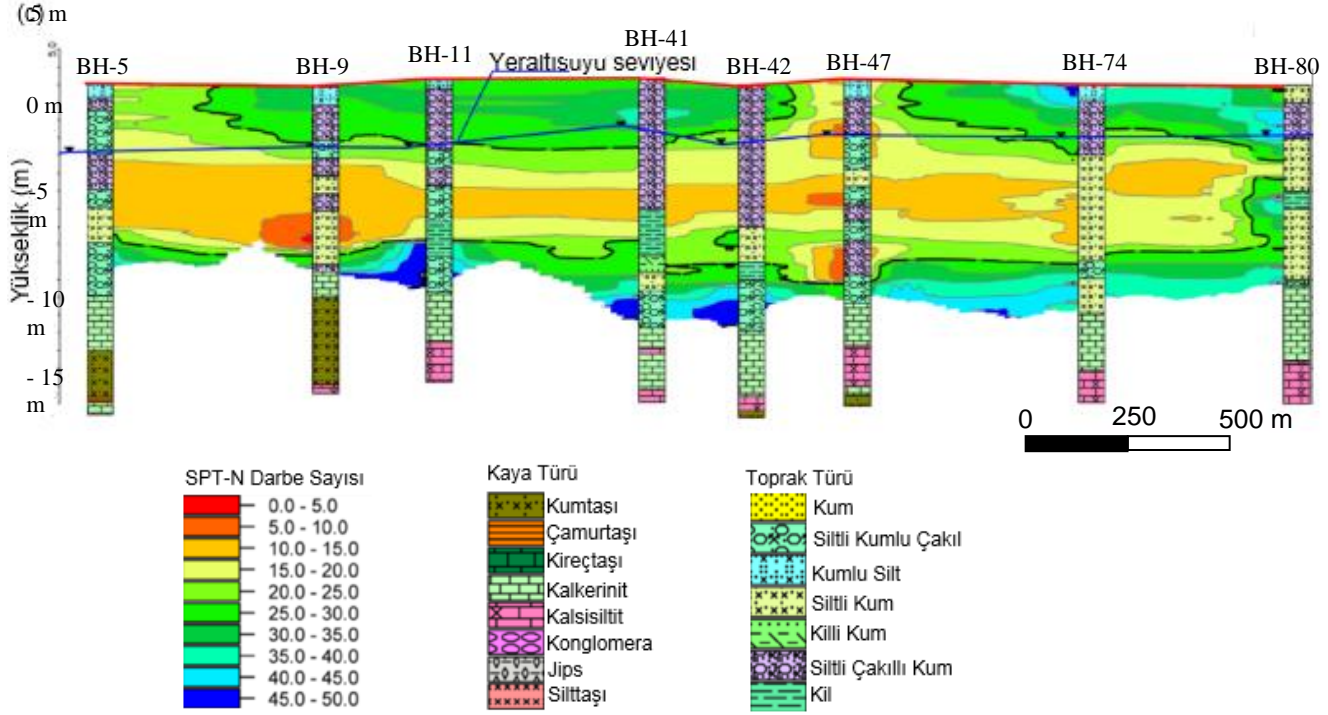 5 m
5.0
BH-5
BH-9
BH-11
BH-41
BH-42
BH-47
BH-74
BH-80
Yeraltısuyu seviyesi
0 m
-5
m
- 10
m
- 15
m
Yükseklik (m)
0 250 500 m
SPT-N Darbe Sayısı
0.0 - 5.0
5.0 - 10.0
10.0 - 15.0
15.0 - 20.0
20.0 - 25.0
25.0 - 30.0
30.0 - 35.0
35.0 - 40.0
40.0 - 45.0
45.0 - 50.0
Kaya Türü
Kumtası
Çamurtaşı
Kireçtaşı
Kalkerinit
Kalsisiltit
Konglomera
Jips
Silttaşı
Toprak Türü
Kum
Siltli Kumlu Çakıl
Kumlu Silt
Siltli Kum
Killi Kum
Siltli Çakıllı Kum
Kil